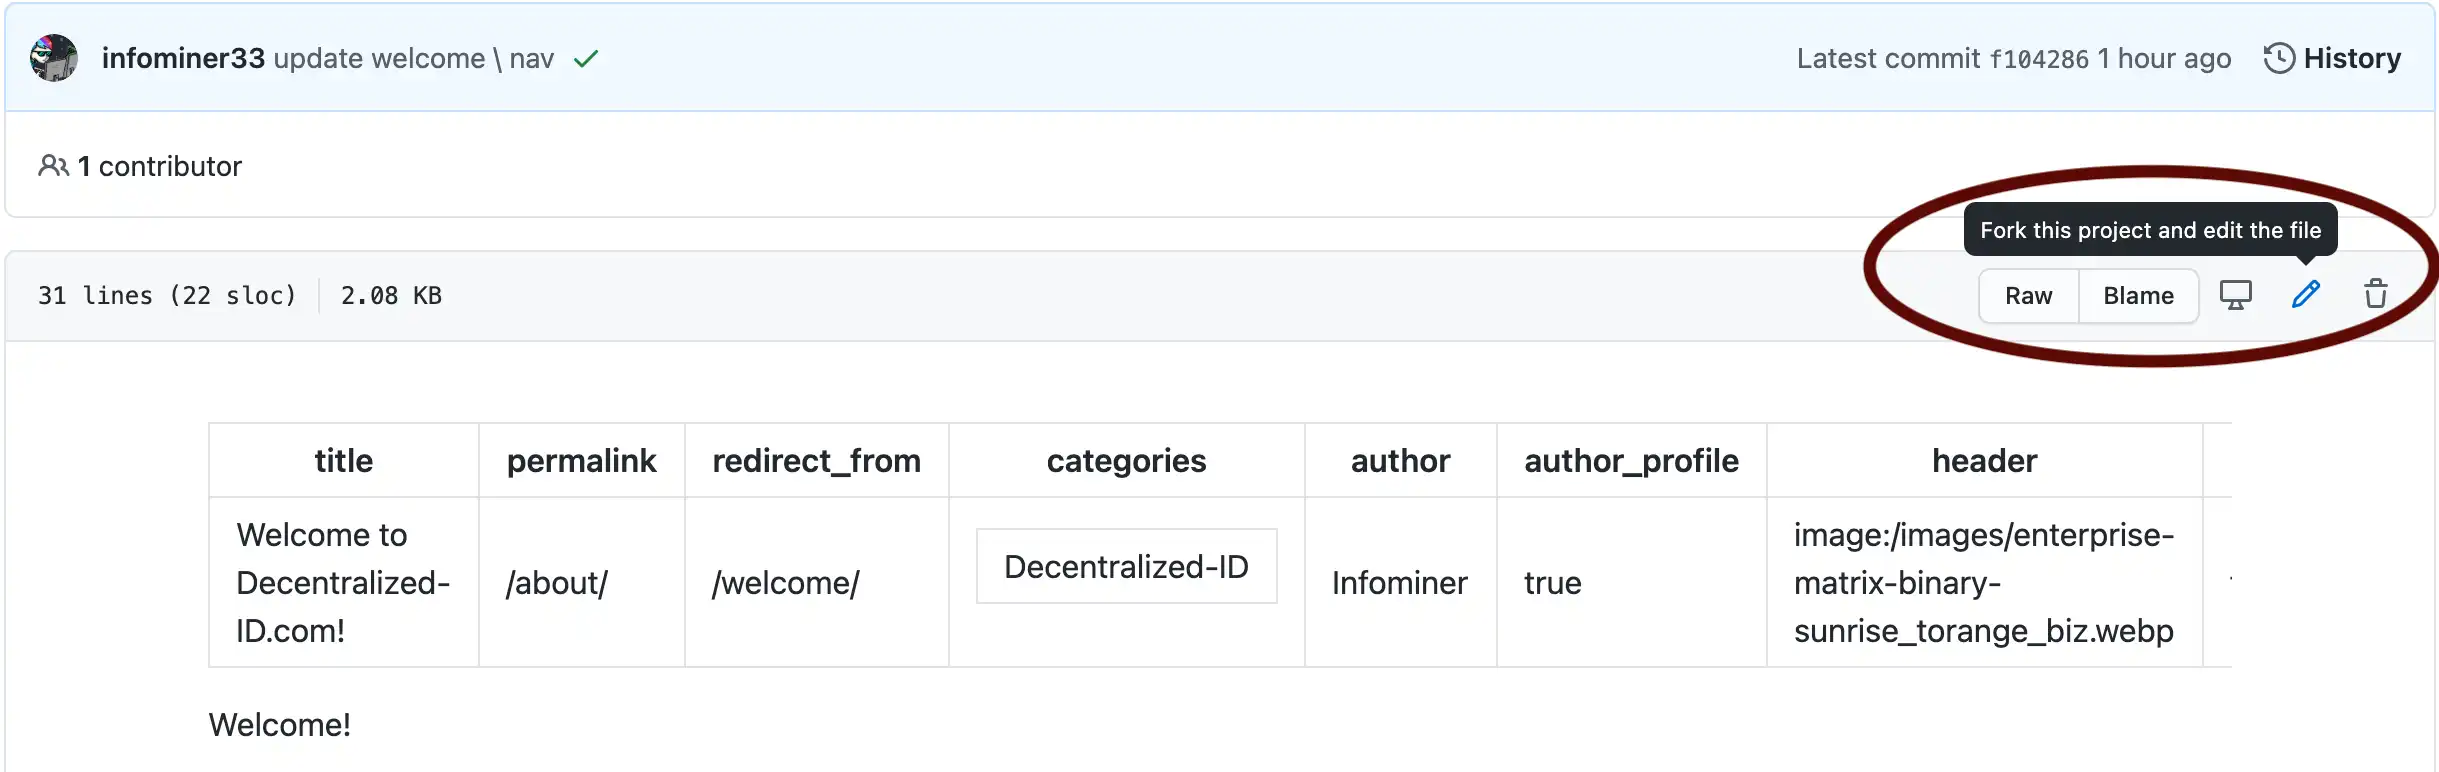 infominer33 update welcome \ nav
Latest commit f104286 1 hour ago History
1 contributor
Fork this project and edit the file
31 lines (22 sloc) 2.08 KB
Raw Blame
title permalink redirect_from categories author author_profile header
Welcome to
Decentralized-
ID.com!
/about/
/welcome/
Decentralized-ID
Infominer
true
image:/images/enterprise-
matrix-binary-
sunrise_torange_biz.webp
Welcome!